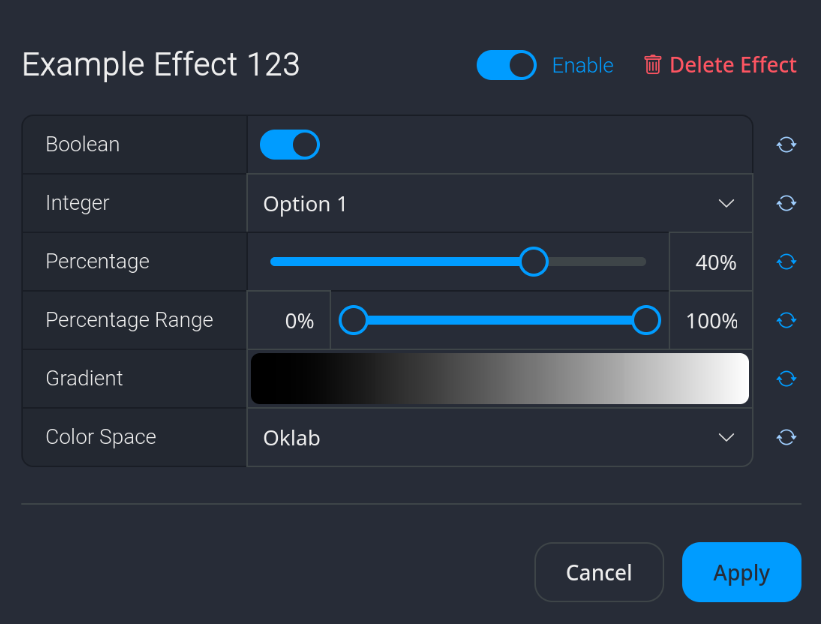 Example Effect 123 Enable Delete Effect
Boolean
Integer Option 1
Percentage 40%
Percentage Range 0% 100%
Gradient
Color Space Oklab
Cancel Apply